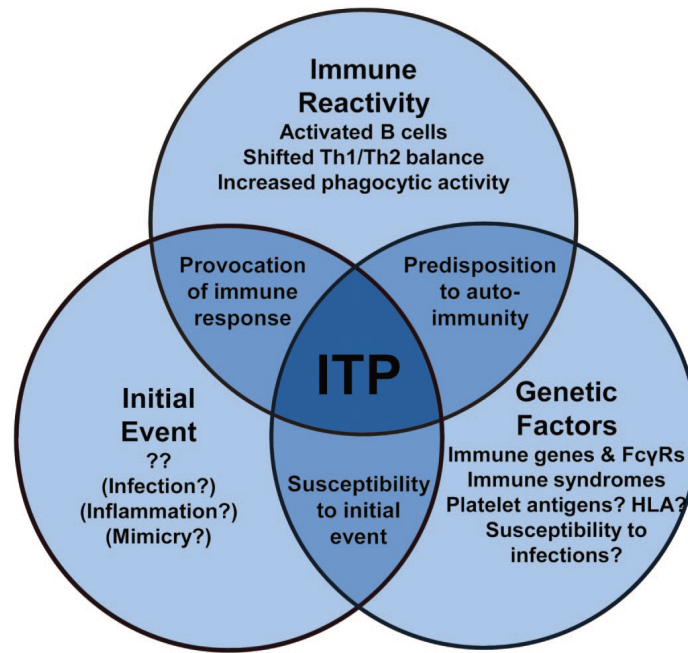 Immune
Reactivity
Activated B cells
Shifted Th1/Th2 balance
Increased phagocytic activity
Provocation
of immune
response
Predisposition
to auto-
immunity
ITP
Initial
Event
??
(Infection?)
(Inflammation?)
(Mimicry?)
Susceptibility
to initial
event
Genetic
Factors
Immune genes & FcγRs
Immune syndromes
Platelet antigens? HLA?
Susceptibility to
infections?